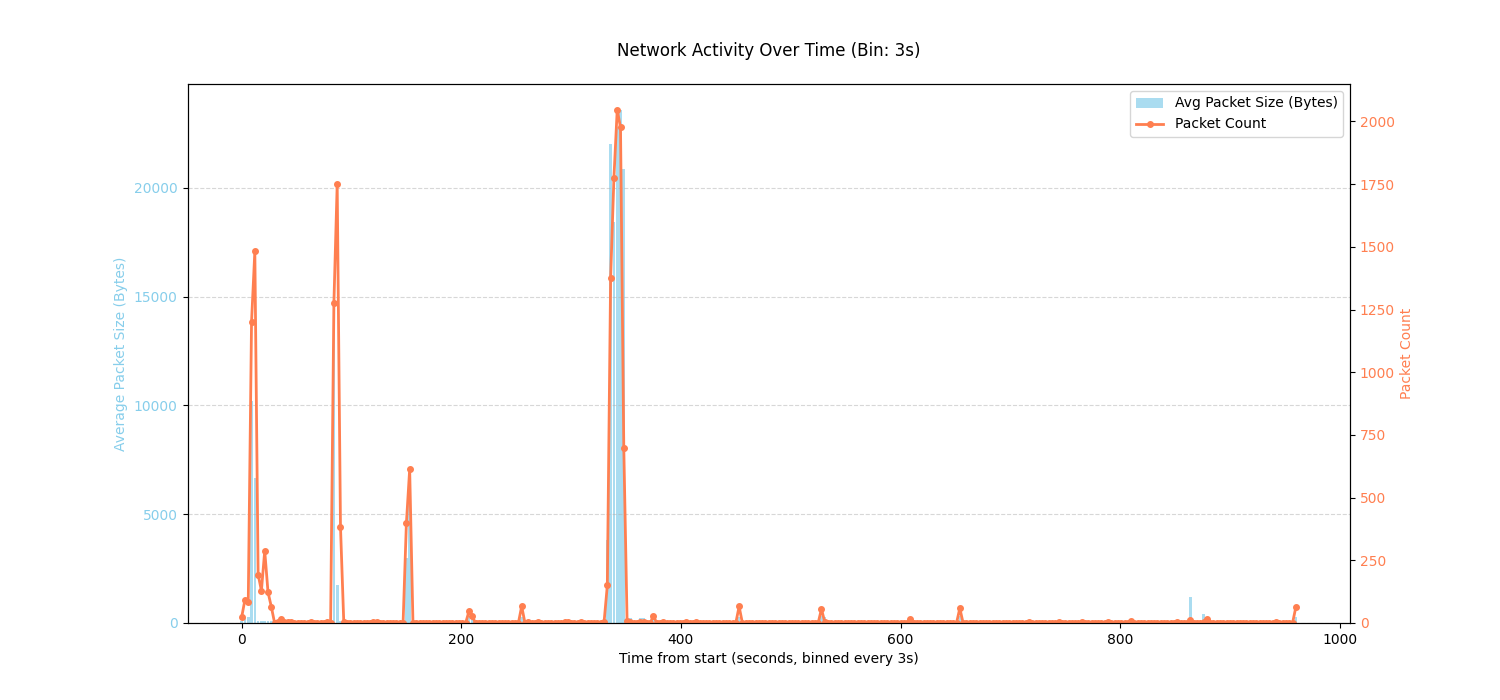 Network Activity Over Time (Bin: 3s)
Avg Packet Size (Bytes)
Packet Count
Average Packet Size (Bytes)
20000
15000
10000
5000
0
2000
1750
1500
1250
1000
750
500
250
0
Packet Count
0 200 400 600 800 1000
Time from start (seconds, binned every 3s)